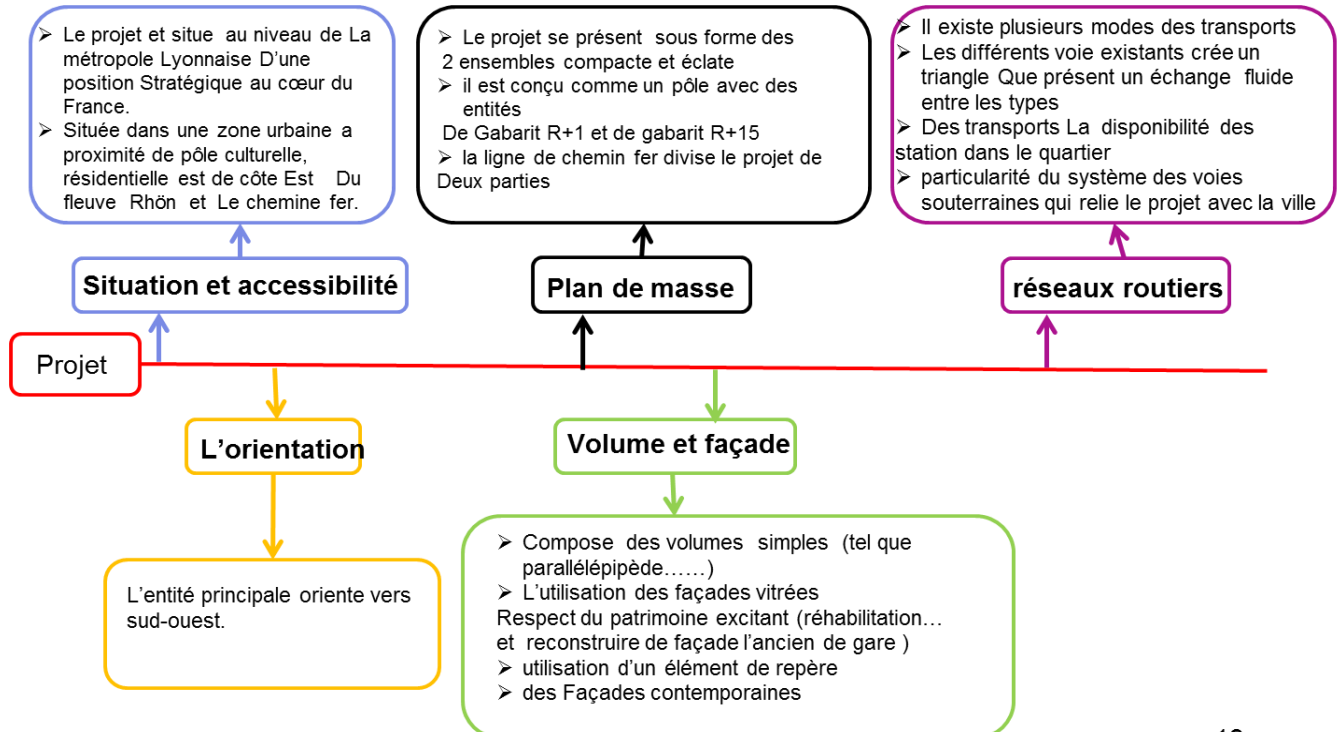 ➢ Le projet et situe au niveau de La
métropole Lyonnaise D'une
position Stratégique au cœur du
France.
➢ Située dans une zone urbaine a
proximité de pôle culturelle,
résidentielle est de côte Est Du
fleuve Rhön et Le chemine fer.
➢ Le projet se présent sous forme des
2 ensembles compacte et éclate
➢ il est conçu comme un pôle avec des
entités
De Gabarit R+1 et de gabarit R+15
➢ la ligne de chemin fer divise le projet de
Deux parties
➢ Il existe plusieurs modes des transports
➢ Les différents voie existants crée un
triangle Que présent un échange fluide
entre les types
➢ Des transports La disponibilité des
station dans le quartier
➢ particularité du système des voies
souterraines qui relie le projet avec la ville
Situation et accessibilité
Plan de masse
réseaux routiers
Projet
L'orientation
Volume et façade
L'entité principale oriente vers
sud-ouest.
➢ Compose des volumes simples (tel que
parallélépipède……)
➢ L'utilisation des façades vitrées
Respect du patrimoine excitant (réhabilitation…
et reconstruire de façade l'ancien de gare )
➢ utilisation d'un élément de repère
➢ des Façades contemporaines